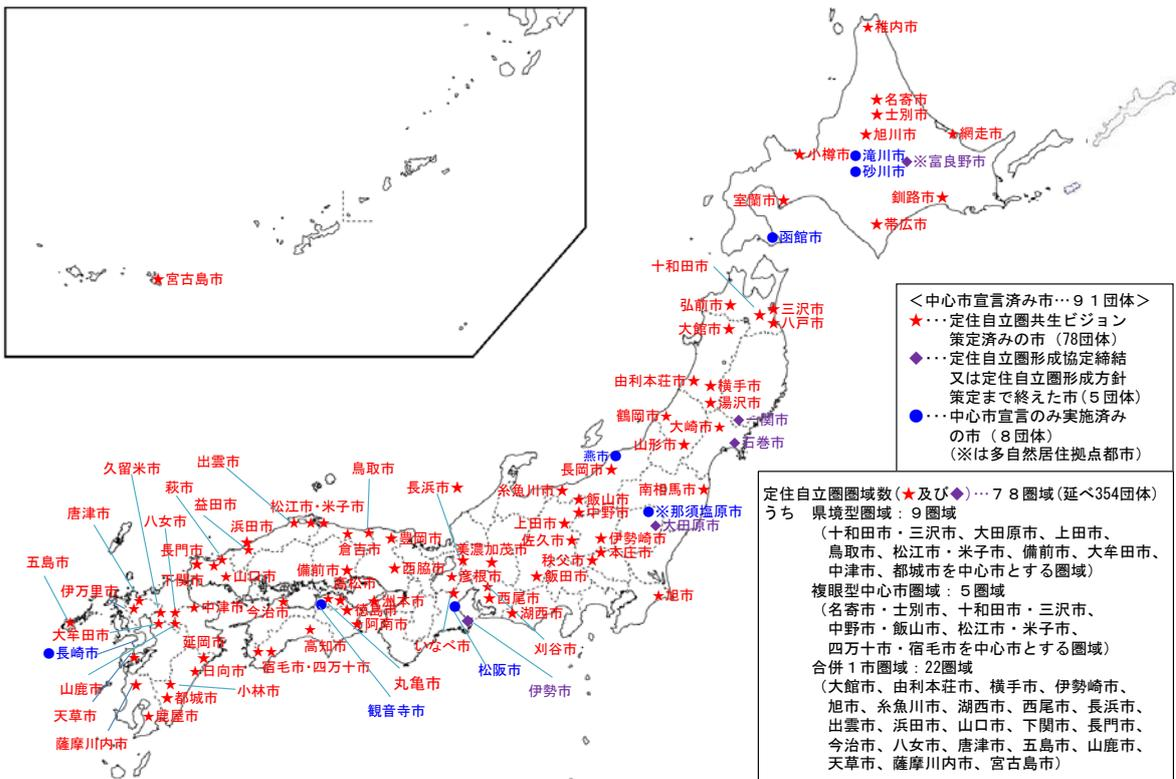 稚内市
★名寄市
★士別市
★旭川市
★網走市
小樽市★
●滝川市
◆※富良野市
●砂川市
室蘭市★
釧路市★
★帯広市
●函館市
★宮古島市
十和田市
弘前市★
★三沢市
★八戸市
大館市★
由利本荘市★
★横手市
★湯沢市
鶴岡市★
◆一関市
大崎市★
山形市★
◆石巻市
燕市●
長岡市★
南相馬市★
糸魚川市★
★飯山市
★中野市
●※那須塩原市
◆大田原市
上田市★
佐久市★
★伊勢崎市
★本庄市
秩父市★
★飯田市
★旭市
長浜市★
美濃加茂市
★彦根市
★西尾市
★湖西市
刈谷市
いなべ市
松阪市
伊勢市
鳥取市
出雲市
久留米市
萩市
益田市
松江市・米子市
唐津市
八女市
浜田市
倉吉市
★豊岡市
長門市
五島市
備前市★
★西脇市
下関市
★山口市
高松市
伊万里市
★中津市
今治市
★洲本市
徳島市
★阿南市
大牟田市
●長崎市
延岡市
高知市
宿毛市・四万十市
★日向市
丸亀市
山鹿市
小林市
観音寺市
★都城市
天草市
★鹿屋市
薩摩川内市
＜中心市宣言済み市…９１団体＞
★･･･定住自立圏共生ビジョン
策定済みの市（78団体）
◆･･･定住自立圏形成協定締結
又は定住自立圏形成方針
策定まで終えた市(５団体)
●･･･中心市宣言のみ実施済み
の市（８団体）
（※は多自然居住拠点都市）
定住自立圏圏域数(★及び◆)…７８圏域(延べ354団体)
うち　県境型圏域：９圏域
（十和田市・三沢市、大田原市、上田市、
鳥取市、松江市・米子市、備前市、大牟田市、
中津市、都城市を中心市とする圏域）
複眼型中心市圏域：５圏域
（名寄市・士別市、十和田市・三沢市、
中野市・飯山市、松江市・米子市、
四万十市・宿毛市を中心市とする圏域）
合併１市圏域：22圏域
（大館市、由利本荘市、横手市、伊勢崎市、
旭市、糸魚川市、湖西市、西尾市、長浜市、
出雲市、浜田市、山口市、下関市、長門市、
今治市、八女市、唐津市、五島市、山鹿市、
天草市、薩摩川内市、宮古島市）